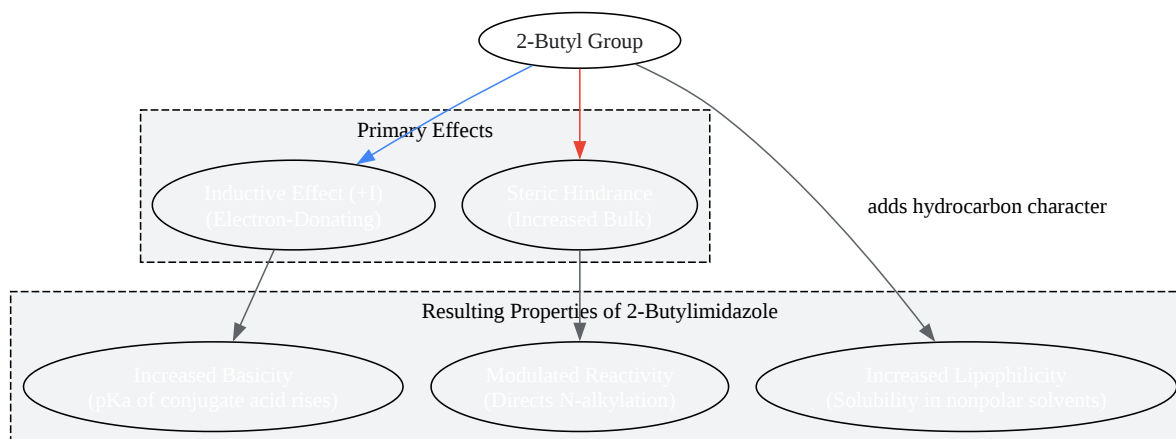 2-Butyl Group
Primary Effects
Inductive Effect (+I)
(Electron-Donating)
Steric Hindrance
(Increased Bulk)
adds hydrocarbon character
Resulting Properties of 2-Butylimidazole
Increased Basicity
(pKa of conjugate acid rises)
Modulated Reactivity
(Directs N-alkylation)
Increased Lipophilicity
(Solubility in nonpolar solvents)